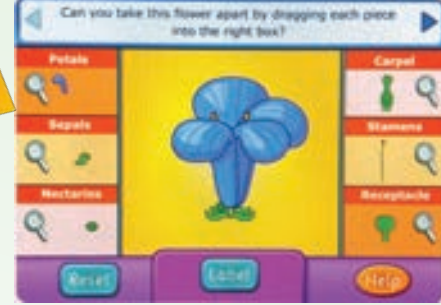 Can you take this flower apart by dragging each piece
into the right box?
Petals
Carpel
Sepals
Stamens
Nectaries
Receptacle
Reset
Label
Help